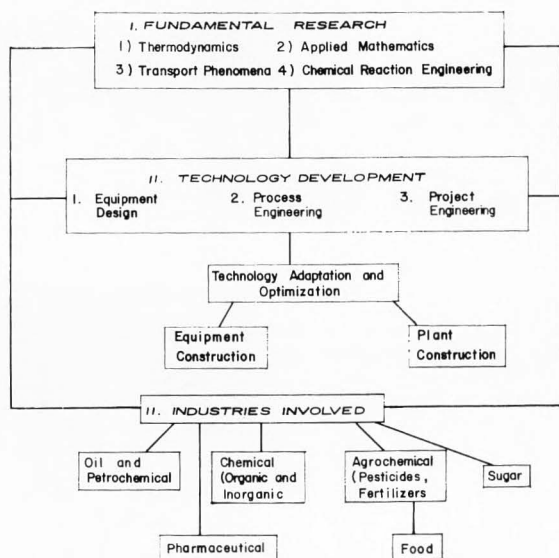 I. FUNDAMENTAL RESEARCH
1) Thermodynamics 2) Applied Mathematics
3) Transport Phenomena 4) Chemical Reaction Engineering
II. TECHNOLOGY DEVELOPMENT
1. Equipment Design
2. Process Engineering
3. Project Engineering
Technology Adaptation and
Optimization
Equipment
Construction
Plant
Construction
II. INDUSTRIES INVOLVED
Oil and
Petrochemical
Chemical
(Organic and
Inorganic
Agrochemical
(Pesticides,
Fertilizers
Sugar
Pharmaceutical
Food